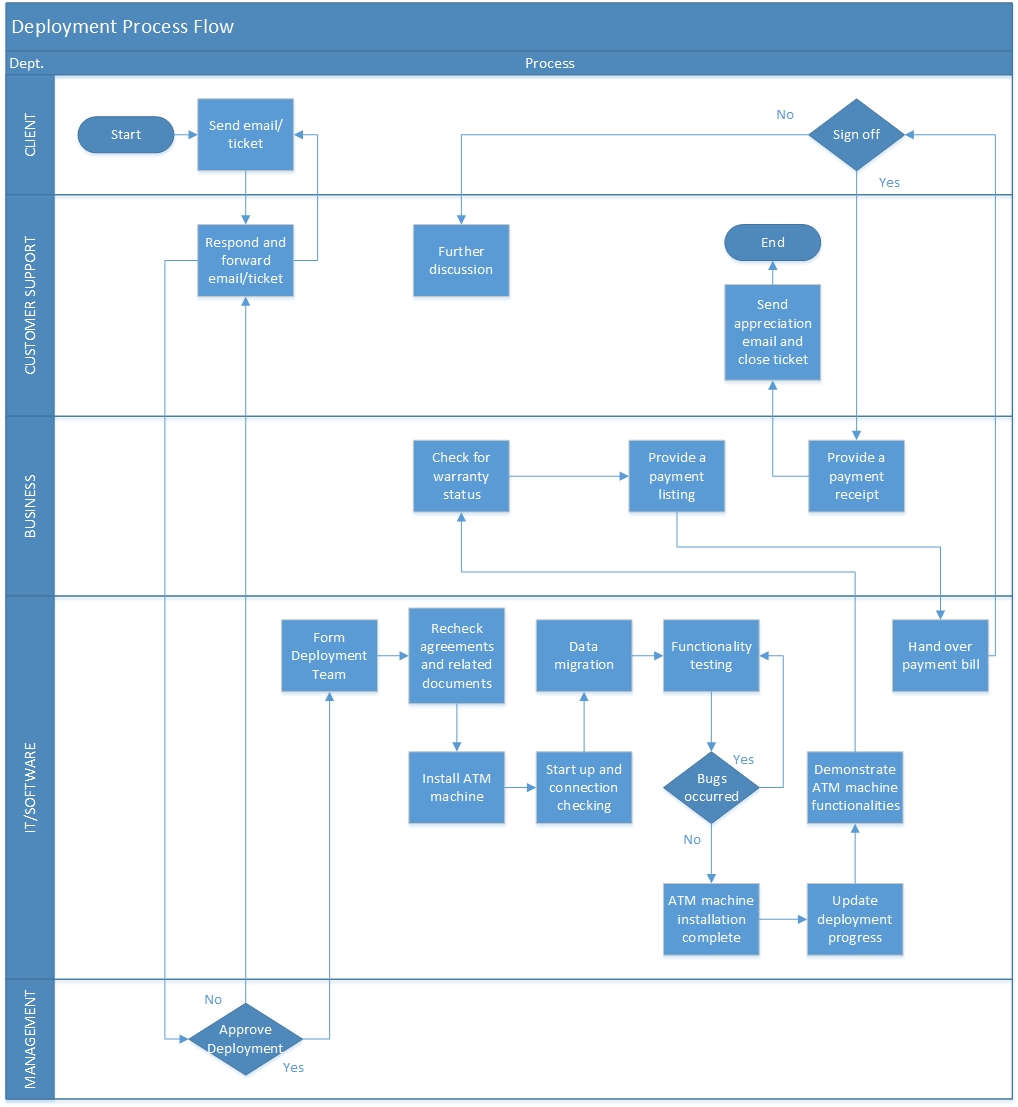 Deployment Process Flow
Dept.
Process
CLIENT
Start
Send email/
ticket
No
Sign off
Yes
CUSTOMER SUPPORT
Respond and
forward
email/ticket
Further
discussion
End
Send
appreciation
email and
close ticket
BUSINESS
Check for
warranty
status
Provide a
payment
listing
Provide a
payment
receipt
IT/SOFTWARE
Form
Deployment
Team
Recheck
agreements
and related
documents
Data
migration
Functionality
testing
Hand over
payment bill
Install ATM
machine
Start up and
connection
checking
Yes
Bugs
occurred
No
Demonstrate
ATM machine
functionalities
ATM machine
installation
complete
Update
deployment
progress
MANAGEMENT
No
Approve
Deployment
Yes